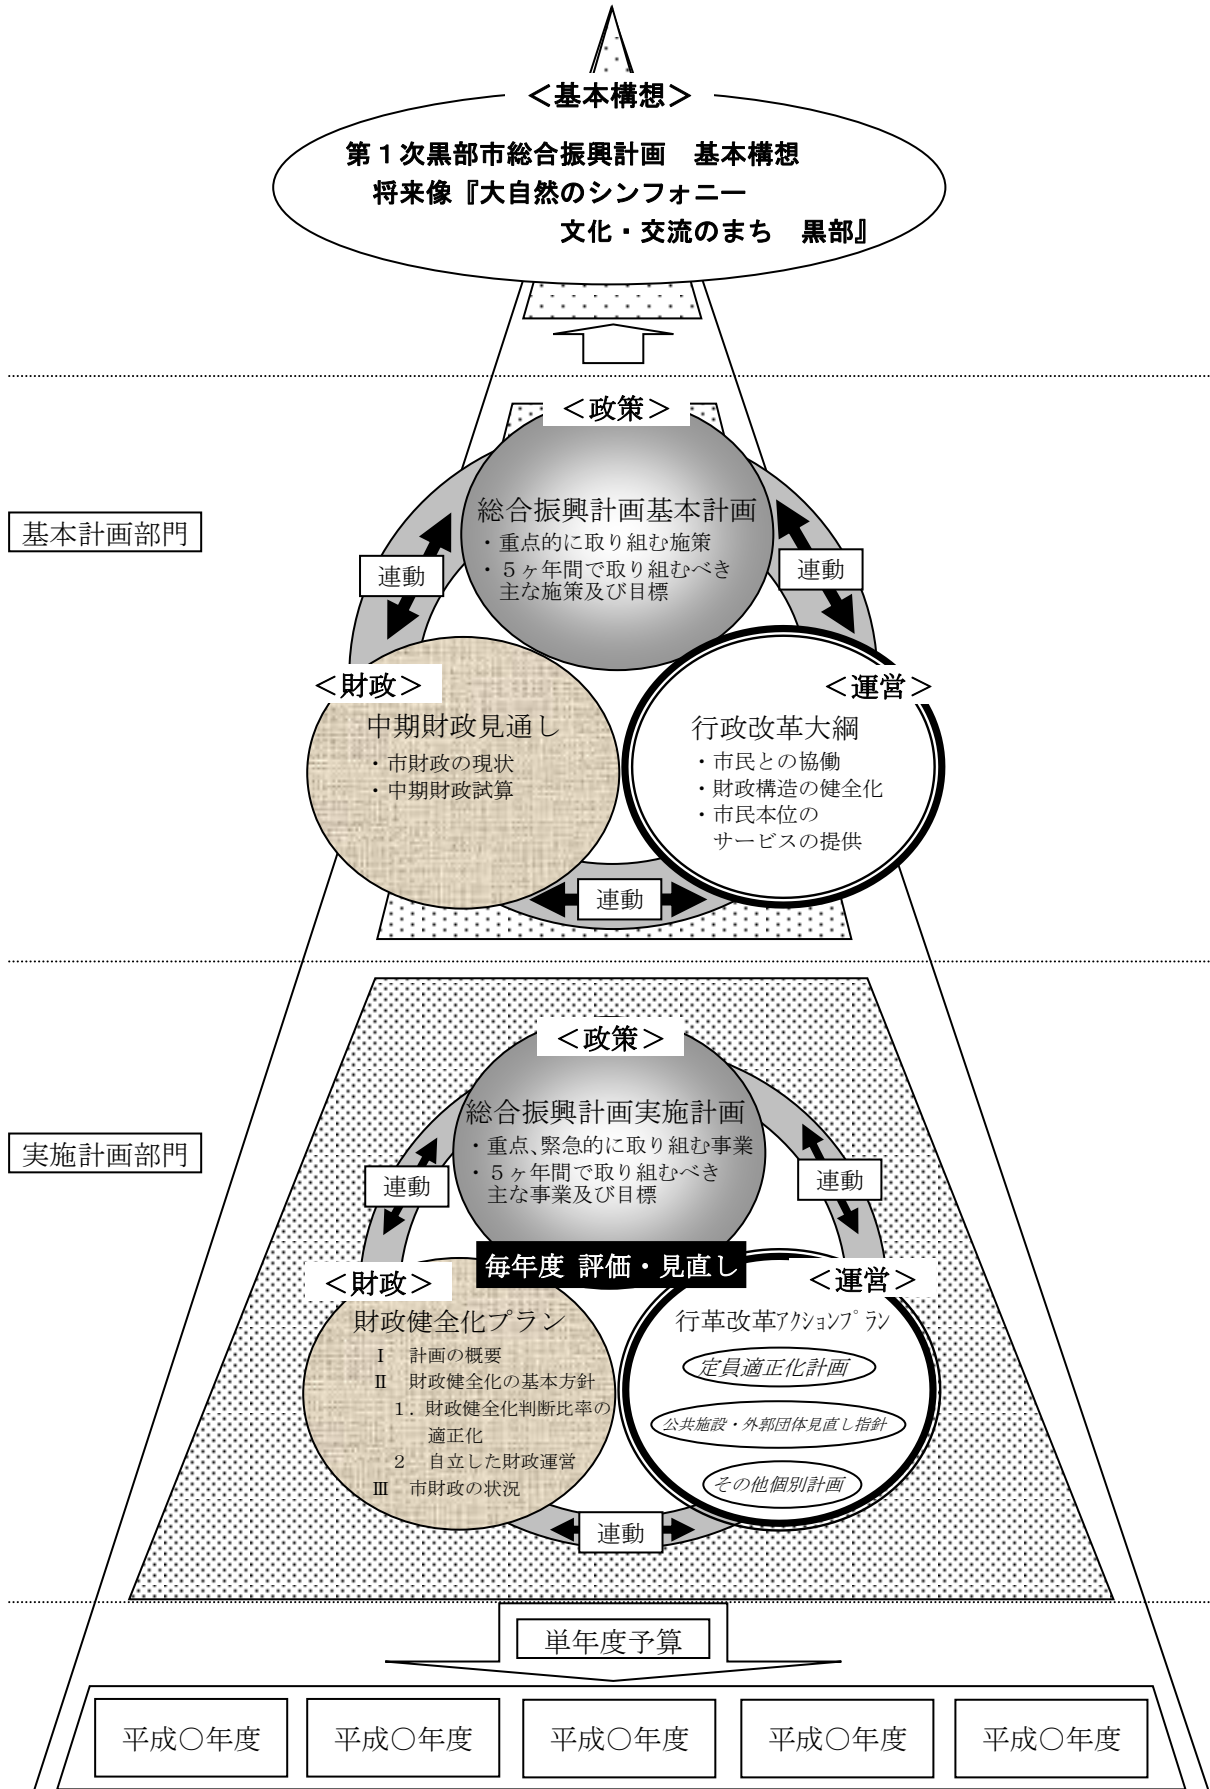 ＜基本構想＞
第１次黒部市総合振興計画　基本構想
将来像『大自然のシンフォニー
文化・交流のまち　黒部』
＜政策＞
基本計画部門
総合振興計画基本計画
・重点的に取り組む施策
・５ヶ年間で取り組むべき
主な施策及び目標
連動
連動
＜財政＞
中期財政見通し
・市財政の現状
・中期財政試算
＜運営＞
行政改革大綱
・市民との協働
・財政構造の健全化
・市民本位の
サービスの提供
連動
＜政策＞
実施計画部門
総合振興計画実施計画
・重点、緊急的に取り組む事業
・５ヶ年間で取り組むべき
主な事業及び目標
連動
連動
毎年度 評価・見直し
＜財政＞
財政健全化プラン
Ⅰ　計画の概要
Ⅱ　財政健全化の基本方針
１．財政健全化判断比率の
適正化
２　自立した財政運営
Ⅲ　市財政の状況
＜運営＞
行革改革ｱｸｼｮﾝﾌﾟﾗﾝ
定員適正化計画
公共施設・外郭団体見直し指針
その他個別計画
連動
単年度予算
平成〇年度
平成〇年度
平成〇年度
平成〇年度
平成〇年度